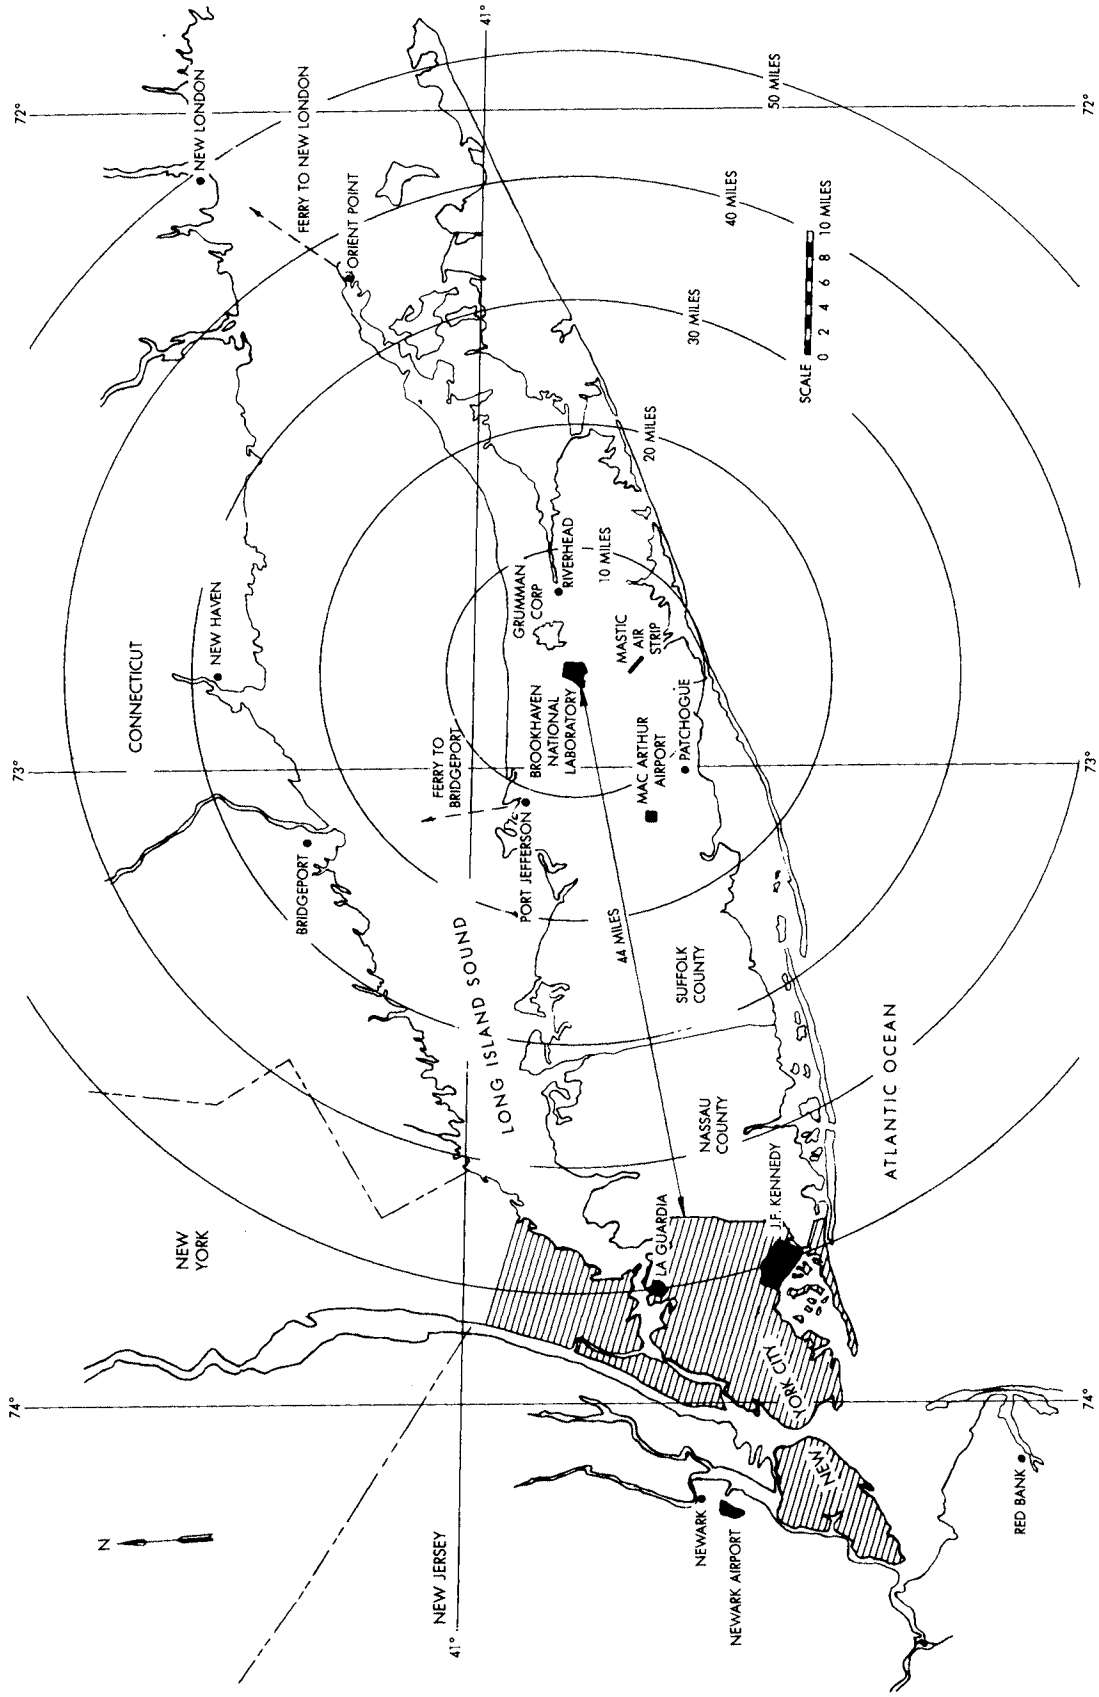 74°
73°
72°
N
NEW
YORK
CONNECTICUT
NEW HAVEN
NEW LONDON
FERRY TO NEW LONDON
BRIDGEPORT
ORIENT POINT
NEW JERSEY
41°
41°
LONG ISLAND SOUND
FERRY TO
BRIDGEPORT
PORT JEFFERSON
BROOKHAVEN
NATIONAL
LABORATORY
GRUMMAN
CORP
RIVERHEAD
10 MILES
20 MILES
30 MILES
40 MILES
50 MILES
44 MILES
MAC ARTHUR
AIRPORT
MASTIC
AIR
STRIP
PATCHOGUE
SUFFOLK
COUNTY
NASSAU
COUNTY
LA GUARDIA
J.F. KENNEDY
NEWARK
NEWARK AIRPORT
NEW
YORK CITY
ATLANTIC OCEAN
SCALE
0 2 4 6 8 10 MILES
RED BANK
74°
73°
72°